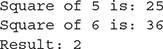 Square of 5 is: 25
Square of 6 is: 36
Result: 2